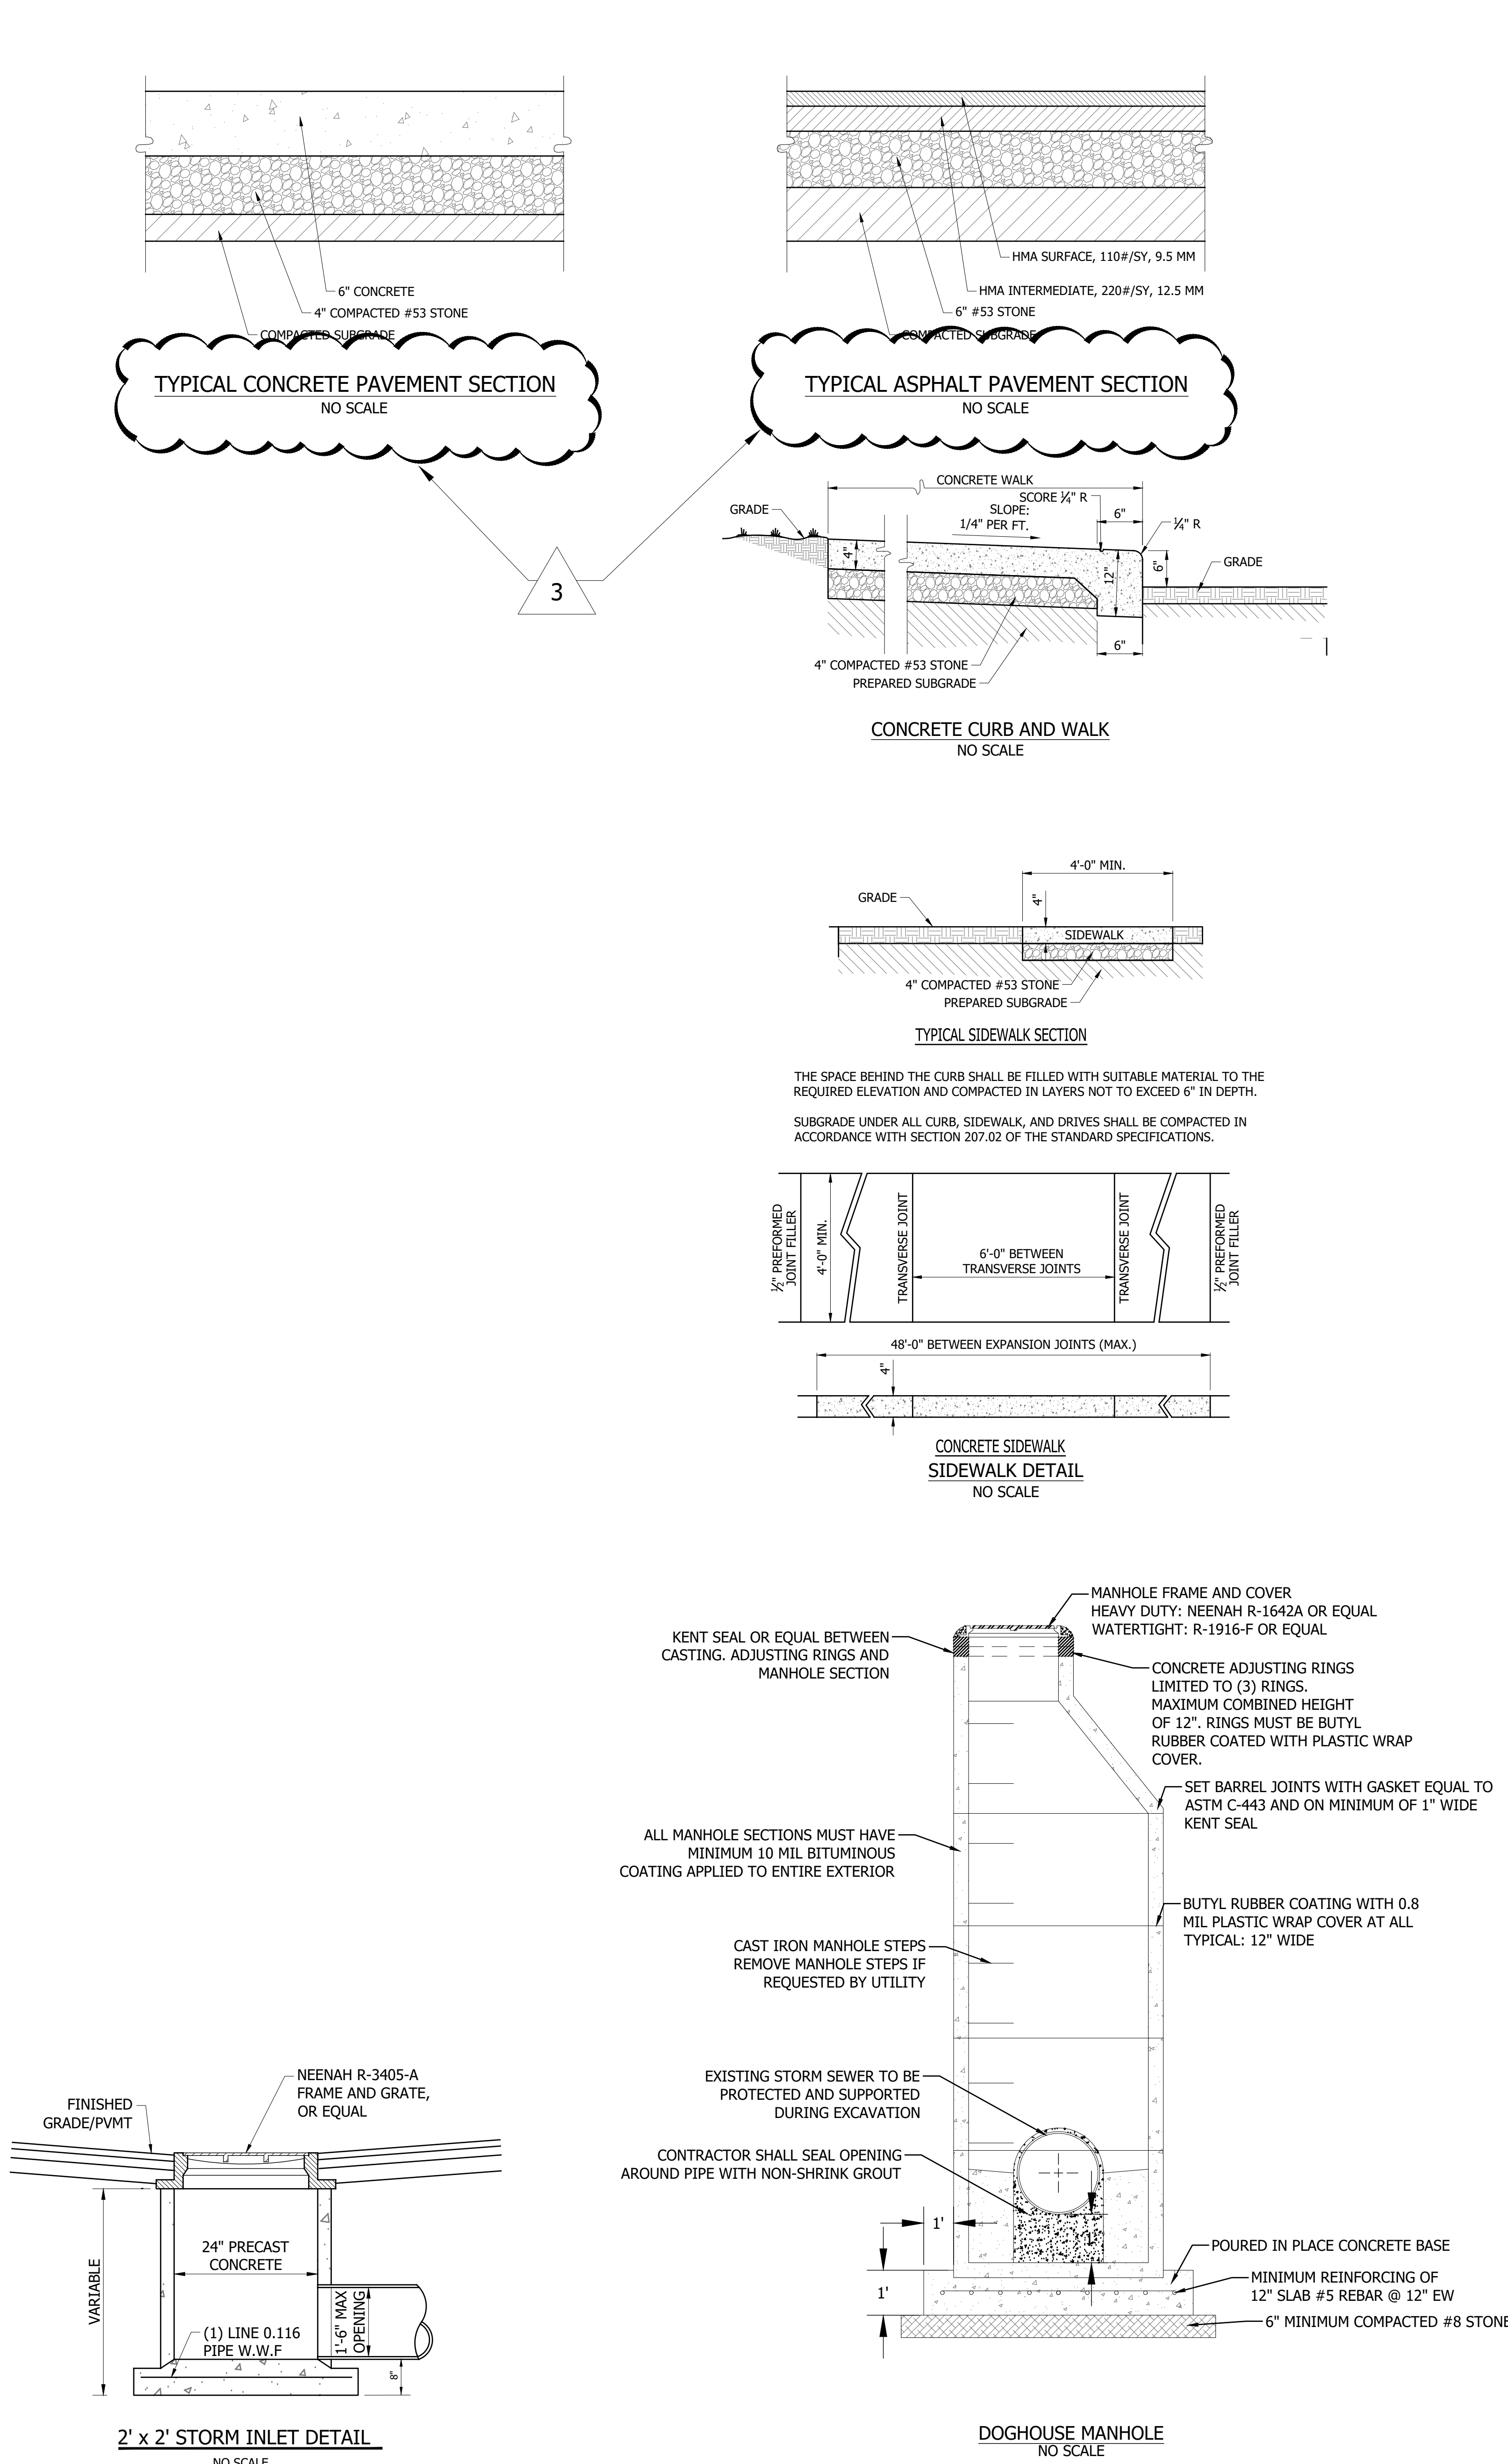 6" CONCRETE
4" COMPACTED #53 STONE
COMPACTED SUBGRADE
TYPICAL CONCRETE PAVEMENT SECTION
NO SCALE
HMA SURFACE, 110#/SY, 9.5 MM
HMA INTERMEDIATE, 220#/SY, 12.5 MM
6" #53 STONE
COMPACTED SUBGRADE
TYPICAL ASPHALT PAVEMENT SECTION
NO SCALE
3
CONCRETE WALK
SCORE ¼" R
SLOPE:
1/4" PER FT.
6"
¼" R
GRADE
4"
12"
6"
GRADE
6"
4" COMPACTED #53 STONE
PREPARED SUBGRADE
CONCRETE CURB AND WALK
NO SCALE
4'-0" MIN.
GRADE
4"
SIDEWALK
4" COMPACTED #53 STONE
PREPARED SUBGRADE
TYPICAL SIDEWALK SECTION
THE SPACE BEHIND THE CURB SHALL BE FILLED WITH SUITABLE MATERIAL TO THE
REQUIRED ELEVATION AND COMPACTED IN LAYERS NOT TO EXCEED 6" IN DEPTH.
SUBGRADE UNDER ALL CURB, SIDEWALK, AND DRIVES SHALL BE COMPACTED IN
ACCORDANCE WITH SECTION 207.02 OF THE STANDARD SPECIFICATIONS.
½" PREFORMED
JOINT FILLER
4'-0" MIN.
TRANSVERSE JOINT
6'-0" BETWEEN
TRANSVERSE JOINTS
TRANSVERSE JOINT
½" PREFORMED
JOINT FILLER
48'-0" BETWEEN EXPANSION JOINTS (MAX.)
4"
CONCRETE SIDEWALK
SIDEWALK DETAIL
NO SCALE
MANHOLE FRAME AND COVER
HEAVY DUTY: NEENAH R-1642A OR EQUAL
WATERTIGHT: R-1916-F OR EQUAL
KENT SEAL OR EQUAL BETWEEN
CASTING. ADJUSTING RINGS AND
MANHOLE SECTION
CONCRETE ADJUSTING RINGS
LIMITED TO (3) RINGS.
MAXIMUM COMBINED HEIGHT
OF 12". RINGS MUST BE BUTYL
RUBBER COATED WITH PLASTIC WRAP
COVER.
SET BARREL JOINTS WITH GASKET EQUAL TO
ASTM C-443 AND ON MINIMUM OF 1" WIDE
KENT SEAL
ALL MANHOLE SECTIONS MUST HAVE
MINIMUM 10 MIL BITUMINOUS
COATING APPLIED TO ENTIRE EXTERIOR
BUTYL RUBBER COATING WITH 0.8
MIL PLASTIC WRAP COVER AT ALL
TYPICAL: 12" WIDE
CAST IRON MANHOLE STEPS
REMOVE MANHOLE STEPS IF
REQUESTED BY UTILITY
EXISTING STORM SEWER TO BE
PROTECTED AND SUPPORTED
DURING EXCAVATION
CONTRACTOR SHALL SEAL OPENING
AROUND PIPE WITH NON-SHRINK GROUT
1'
1'
POURED IN PLACE CONCRETE BASE
MINIMUM REINFORCING OF
12" SLAB #5 REBAR @ 12" EW
6" MINIMUM COMPACTED #8 STONE
DOGHOUSE MANHOLE
NO SCALE
NEENAH R-3405-A
FRAME AND GRATE,
OR EQUAL
FINISHED
GRADE/PVMT
24" PRECAST
CONCRETE
VARIABLE
1'-6" MAX
OPENING
(1) LINE 0.116
PIPE W.W.F
8"
2' x 2' STORM INLET DETAIL
NO SCALE